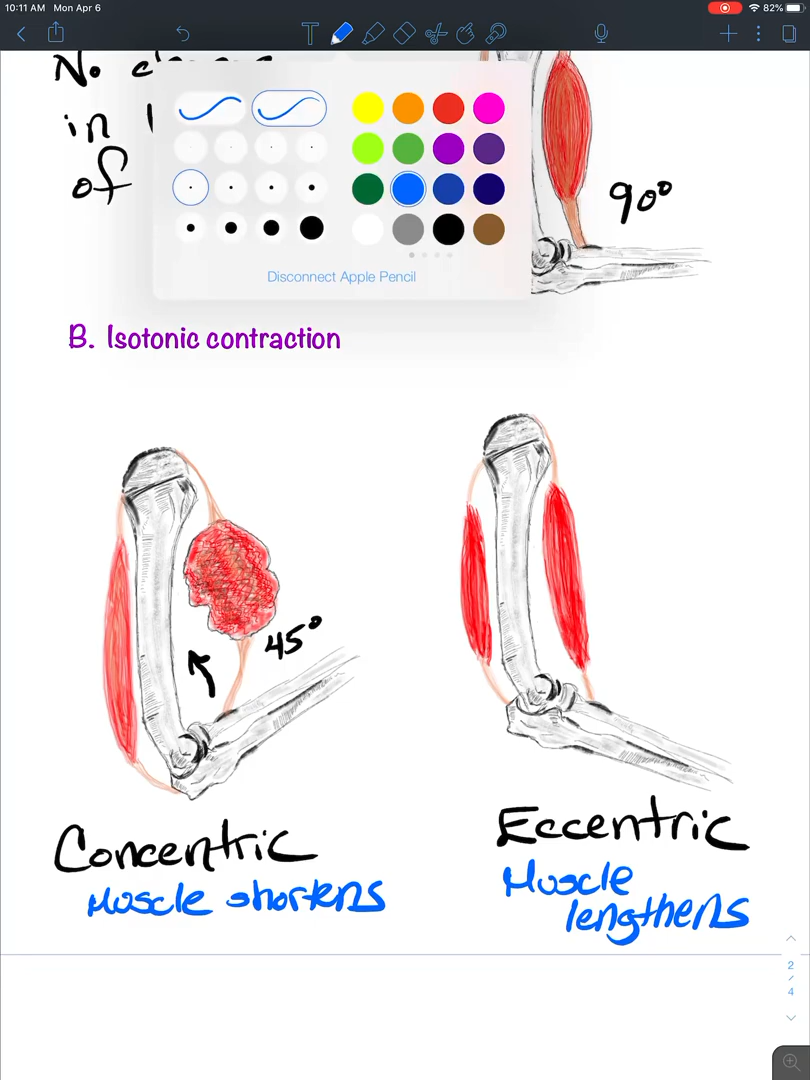 10:11 AM Mon Apr 6
82%
No
in
of
90°
Disconnect Apple Pencil
B. Isotonic contraction
45°
Concentric
Muscle shortens
Eccentric
Muscle
lengthens
2
/
4